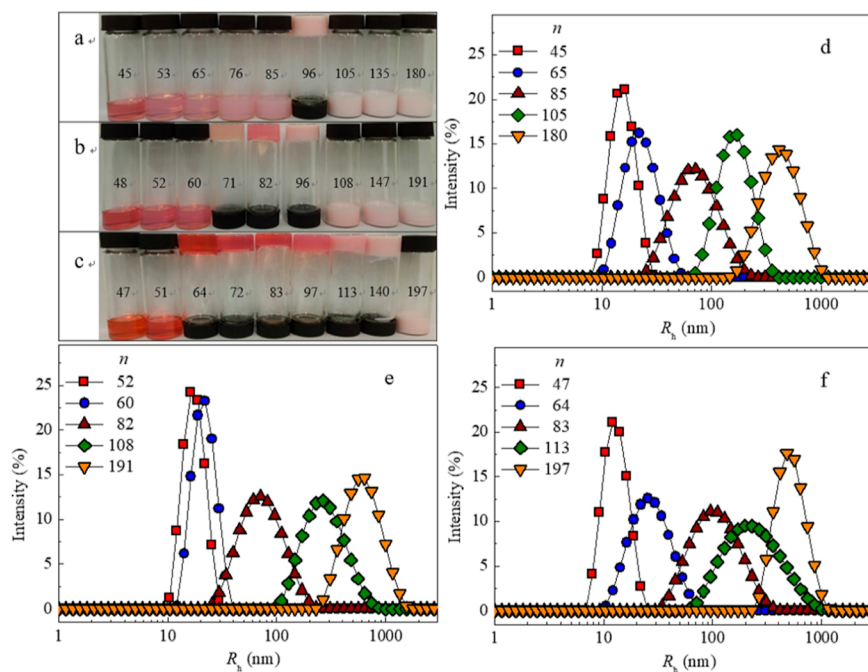 a
45 53 65 76 85 96 105 135 180
b
48 52 60 71 82 96 108 147 191
c
47 51 64 72 83 97 113 140 197
d
n
45
65
85
105
180
Intensity (%)
25
20
15
10
5
0
1 10 100 1000
Rh (nm)
e
n
52
60
82
108
191
Intensity (%)
25
20
15
10
5
0
1 10 100 1000
Rh (nm)
f
n
47
64
83
113
197
Intensity (%)
25
20
15
10
5
0
1 10 100 1000
Rh (nm)